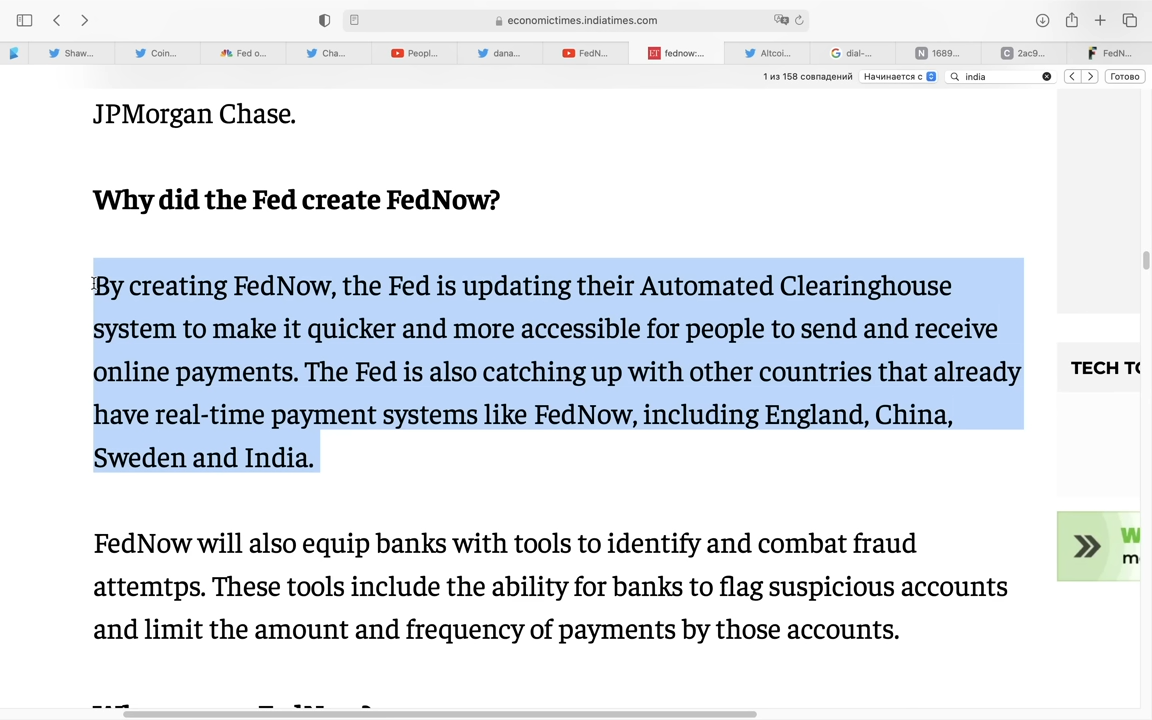 economictimes.indiatimes.com
Shaw... Coin... Fed o... Cha... Peopl... dana... FedN... ET fednow:... Altcoi... dial-... N 1689... C 2ac9... FedN...
1 из 158 совпадений Начинается с india Готово
JPMorgan Chase.
Why did the Fed create FedNow?
By creating FedNow, the Fed is updating their Automated Clearinghouse
system to make it quicker and more accessible for people to send and receive
online payments. The Fed is also catching up with other countries that already
have real-time payment systems like FedNow, including England, China,
Sweden and India.
TECH TO
FedNow will also equip banks with tools to identify and combat fraud
attemtps. These tools include the ability for banks to flag suspicious accounts
and limit the amount and frequency of payments by those accounts.
W
m